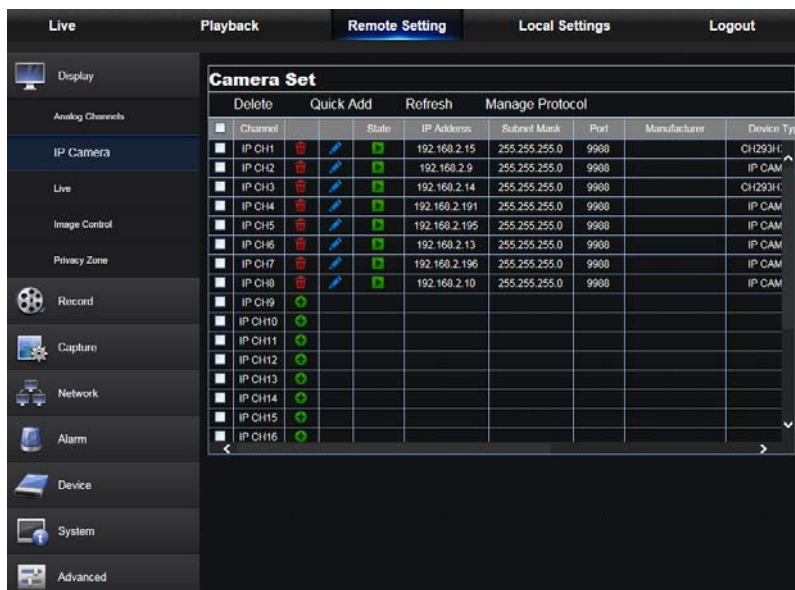 Live Playback Remote Setting Local Settings Logout
Display
Analog Channels
IP Camera
Live
Image Control
Privacy Zone
Record
Capture
Network
Alarm
Device
System
Advanced
Camera Set
Delete Quick Add Refresh Manage Protocol
Channel State IP Adderss Subnet Mask Port Manufacturer Device Ty
IP CH1 192.168.2.15 255.255.255.0 9988 CH293H
IP CH2 192.168.2.9 255.255.255.0 9988 IP CAM
IP CH3 192.168.2.14 255.255.255.0 9988 CH293H
IP CH4 192.168.2.191 255.255.255.0 9988 IP CAM
IP CH5 192.168.2.195 255.255.255.0 9988 IP CAM
IP CH6 192.168.2.13 255.255.255.0 9988 IP CAM
IP CH7 192.168.2.196 255.255.255.0 9988 IP CAM
IP CH8 192.168.2.10 255.255.255.0 9988 IP CAM
IP CH9
IP CH10
IP CH11
IP CH12
IP CH13
IP CH14
IP CH15
IP CH16